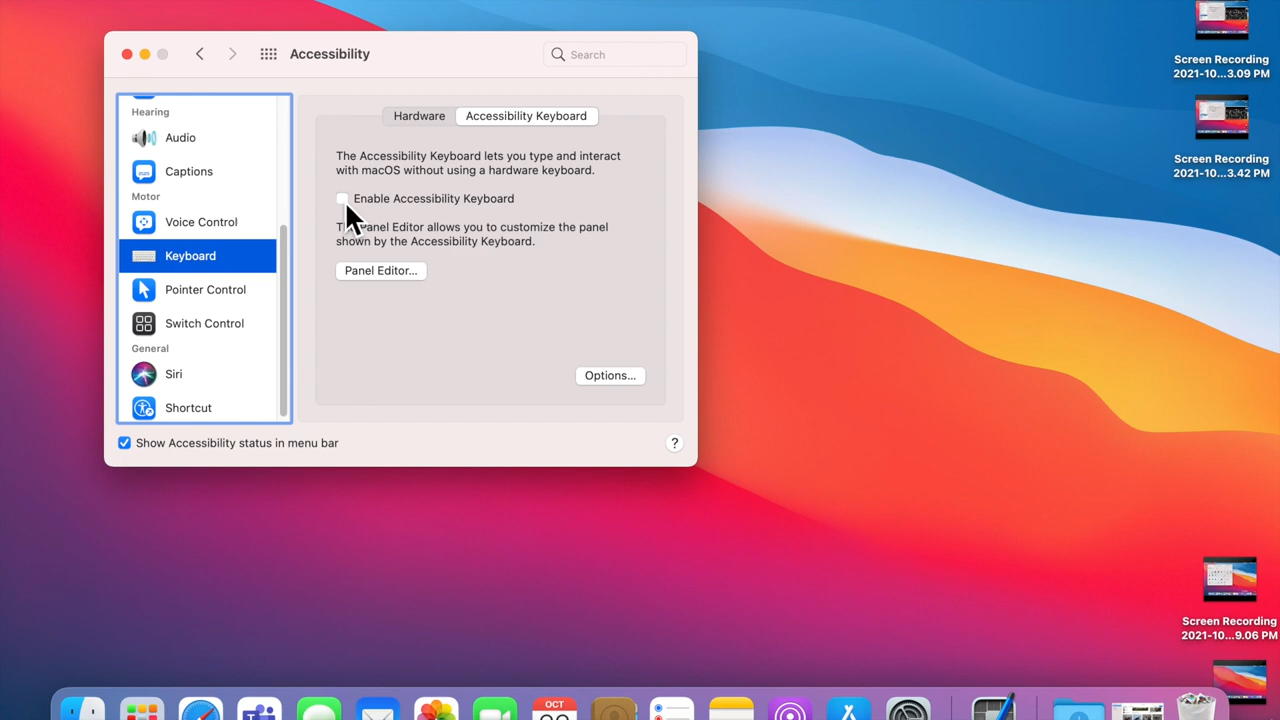 Accessibility
Search
Hearing
Audio
Captions
Motor
Voice Control
Keyboard
Pointer Control
Switch Control
General
Siri
Shortcut
Hardware
Accessibility Keyboard
The Accessibility Keyboard lets you type and interact
with macOS without using a hardware keyboard.
Enable Accessibility Keyboard
Panel Editor allows you to customize the panel
shown by the Accessibility Keyboard.
Panel Editor...
Options...
Show Accessibility status in menu bar
?
Screen Recording
2021-10...3.09 PM
Screen Recording
2021-10...3.42 PM
Screen Recording
2021-10...9.06 PM
OCT